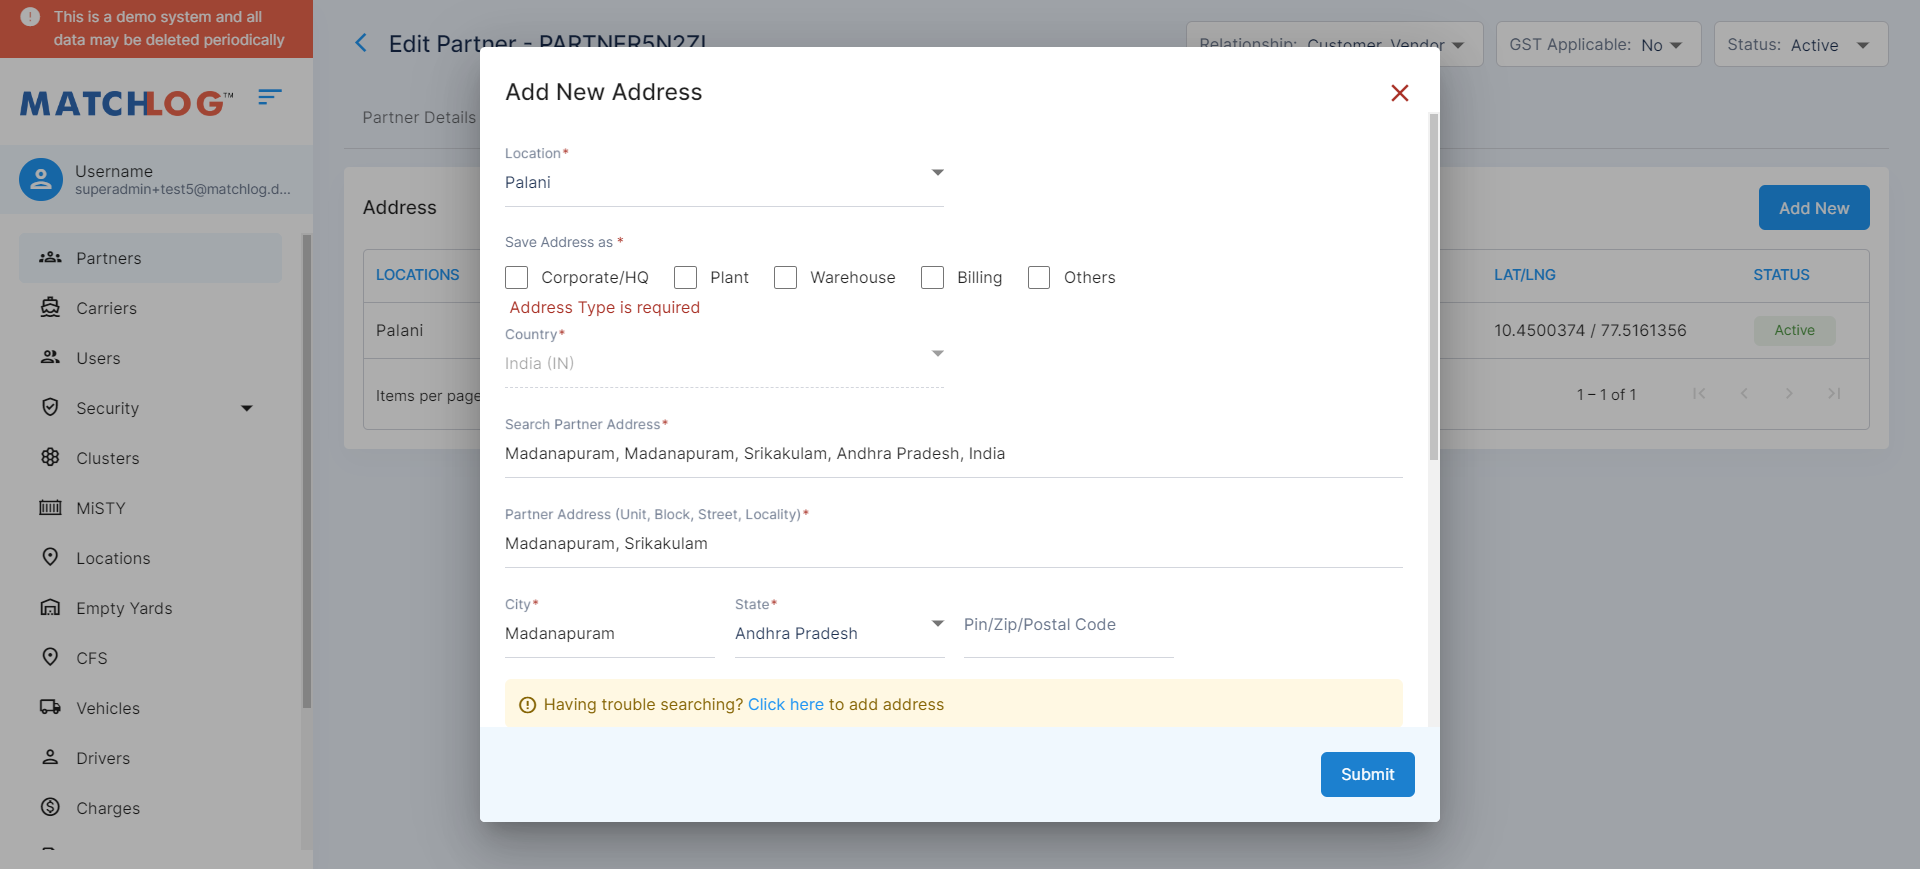 This is a demo system and all
data may be deleted periodically
MATCHLOG™
Username
superadmin+test5@matchlog.d...
Partners
Carriers
Users
Security
Clusters
MiSTY
Locations
Empty Yards
CFS
Vehicles
Drivers
Charges
Edit Partner - PARTNER5N2ZL
Relationship: Customer, Vendor
GST Applicable: No
Status: Active
Partner Details
Address
Add New
LOCATIONS
LAT/LNG
STATUS
Palani
10.4500374 / 77.5161356
Active
Items per page
1 – 1 of 1
Add New Address
Location*
Palani
Save Address as *
Corporate/HQ
Plant
Warehouse
Billing
Others
Address Type is required
Country*
India (IN)
Search Partner Address*
Madanapuram, Madanapuram, Srikakulam, Andhra Pradesh, India
Partner Address (Unit, Block, Street, Locality)*
Madanapuram, Srikakulam
City*
State*
Madanapuram
Andhra Pradesh
Pin/Zip/Postal Code
Having trouble searching? Click here to add address
Submit